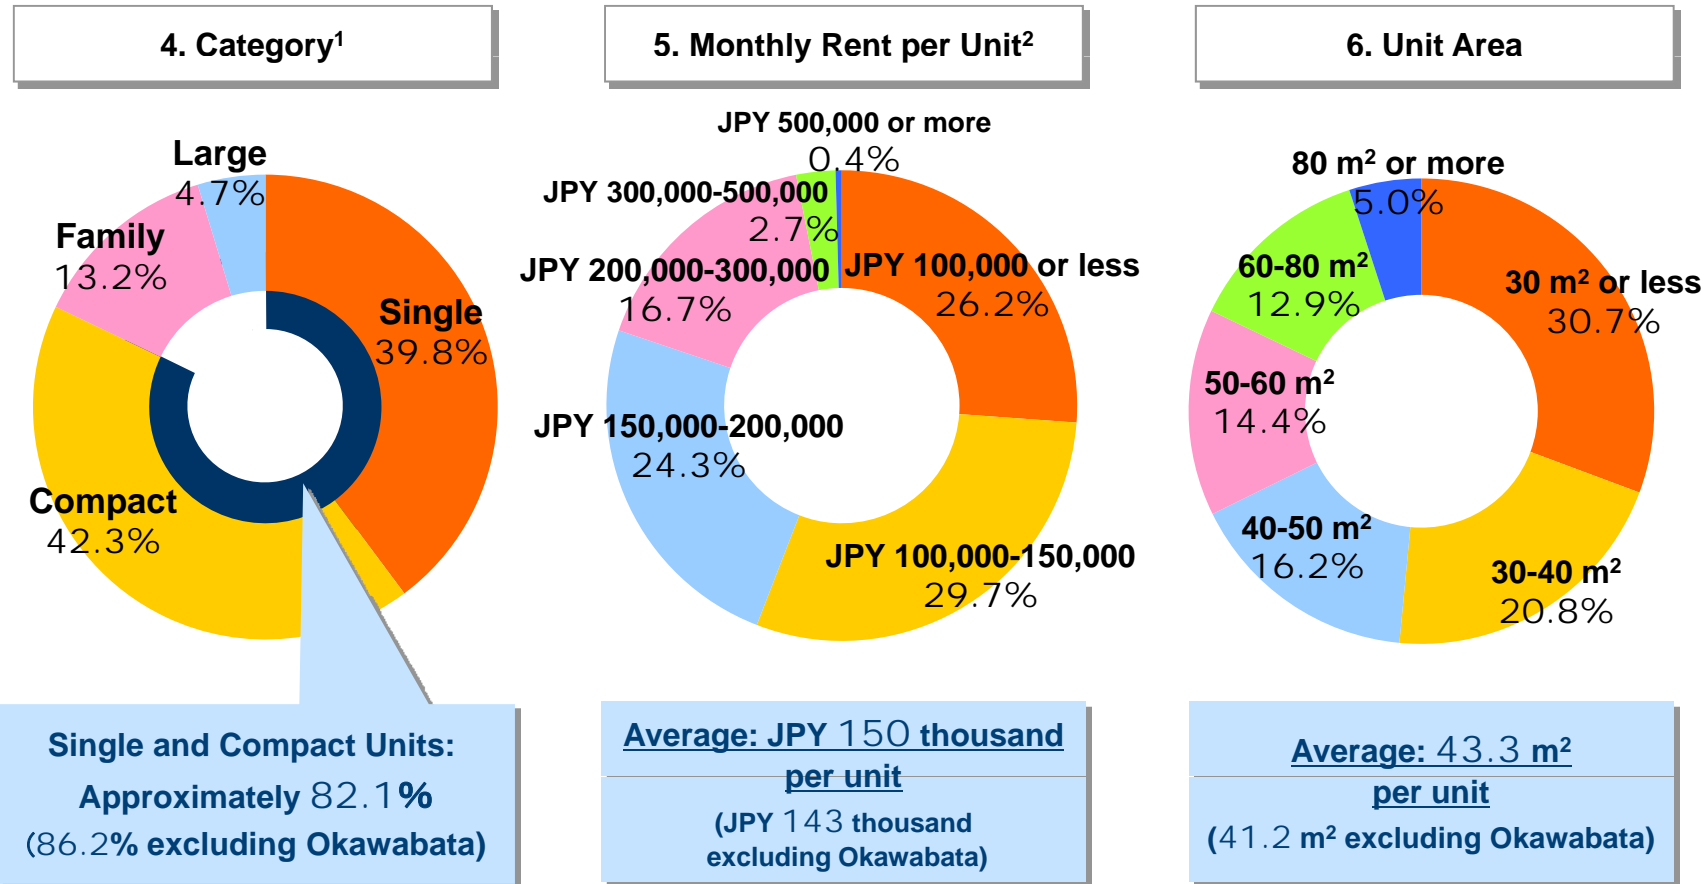 4. Category¹
Large
4.7%
Family
13.2%
Single
39.8%
Compact
42.3%
Single and Compact Units:
Approximately 82.1%
(86.2% excluding Okawabata)
5. Monthly Rent per Unit²
JPY 500,000 or more
0.4%
JPY 300,000-500,000
2.7%
JPY 200,000-300,000
16.7%
JPY 100,000 or less
26.2%
JPY 150,000-200,000
24.3%
JPY 100,000-150,000
29.7%
Average: JPY 150 thousand
per unit
(JPY 143 thousand
excluding Okawabata)
6. Unit Area
80 m² or more
5.0%
60-80 m²
12.9%
30 m² or less
30.7%
50-60 m²
14.4%
40-50 m²
16.2%
30-40 m²
20.8%
Average: 43.3 m²
per unit
(41.2 m² excluding Okawabata)